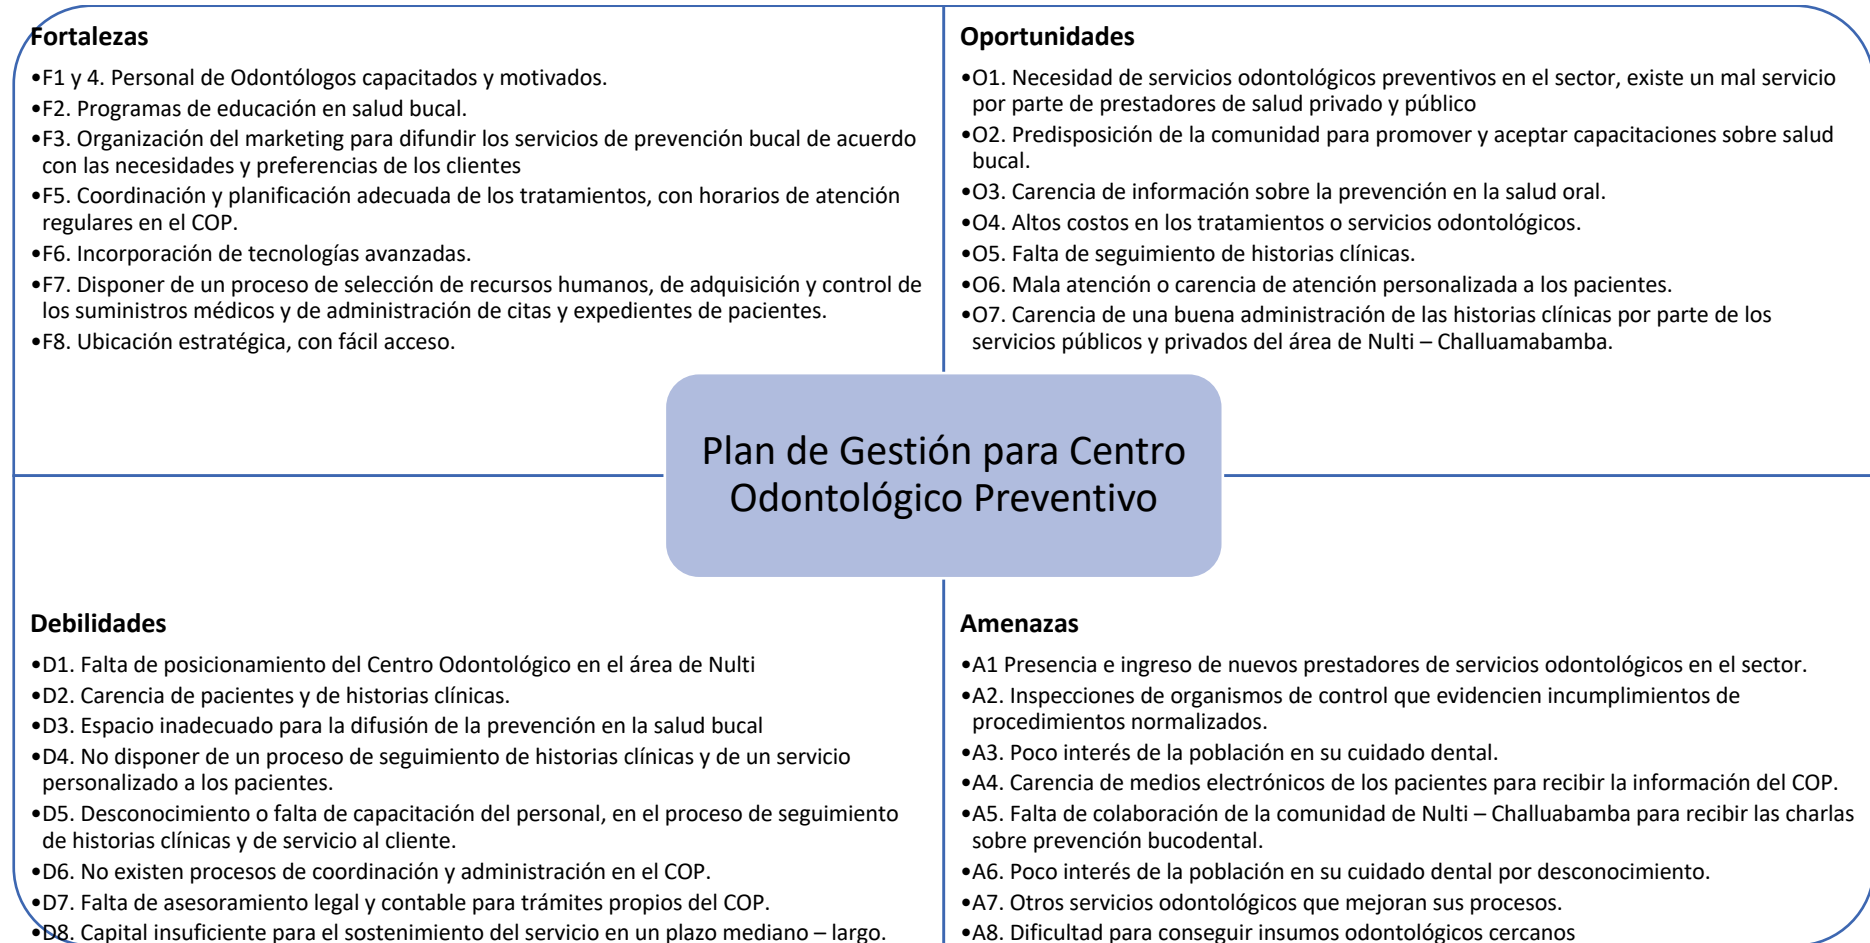 Fortalezas
•F1 y 4. Personal de Odontólogos capacitados y motivados.
•F2. Programas de educación en salud bucal.
•F3. Organización del marketing para difundir los servicios de prevención bucal de acuerdo
con las necesidades y preferencias de los clientes
•F5. Coordinación y planificación adecuada de los tratamientos, con horarios de atención
regulares en el COP.
•F6. Incorporación de tecnologías avanzadas.
•F7. Disponer de un proceso de selección de recursos humanos, de adquisición y control de
los suministros médicos y de administración de citas y expedientes de pacientes.
•F8. Ubicación estratégica, con fácil acceso.
Oportunidades
•O1. Necesidad de servicios odontológicos preventivos en el sector, existe un mal servicio
por parte de prestadores de salud privado y público
•O2. Predisposición de la comunidad para promover y aceptar capacitaciones sobre salud
bucal.
•O3. Carencia de información sobre la prevención en la salud oral.
•O4. Altos costos en los tratamientos o servicios odontológicos.
•O5. Falta de seguimiento de historias clínicas.
•O6. Mala atención o carencia de atención personalizada a los pacientes.
•O7. Carencia de una buena administración de las historias clínicas por parte de los
servicios públicos y privados del área de Nulti – Challuamabamba.
Plan de Gestión para Centro
Odontológico Preventivo
Debilidades
•D1. Falta de posicionamiento del Centro Odontológico en el área de Nulti
•D2. Carencia de pacientes y de historias clínicas.
•D3. Espacio inadecuado para la difusión de la prevención en la salud bucal
•D4. No disponer de un proceso de seguimiento de historias clínicas y de un servicio
personalizado a los pacientes.
•D5. Desconocimiento o falta de capacitación del personal, en el proceso de seguimiento
de historias clínicas y de servicio al cliente.
•D6. No existen procesos de coordinación y administración en el COP.
•D7. Falta de asesoramiento legal y contable para trámites propios del COP.
•D8. Capital insuficiente para el sostenimiento del servicio en un plazo mediano – largo.
Amenazas
•A1 Presencia e ingreso de nuevos prestadores de servicios odontológicos en el sector.
•A2. Inspecciones de organismos de control que evidencien incumplimientos de
procedimientos normalizados.
•A3. Poco interés de la población en su cuidado dental.
•A4. Carencia de medios electrónicos de los pacientes para recibir la información del COP.
•A5. Falta de colaboración de la comunidad de Nulti – Challuabamba para recibir las charlas
sobre prevención bucodental.
•A6. Poco interés de la población en su cuidado dental por desconocimiento.
•A7. Otros servicios odontológicos que mejoran sus procesos.
•A8. Dificultad para conseguir insumos odontológicos cercanos